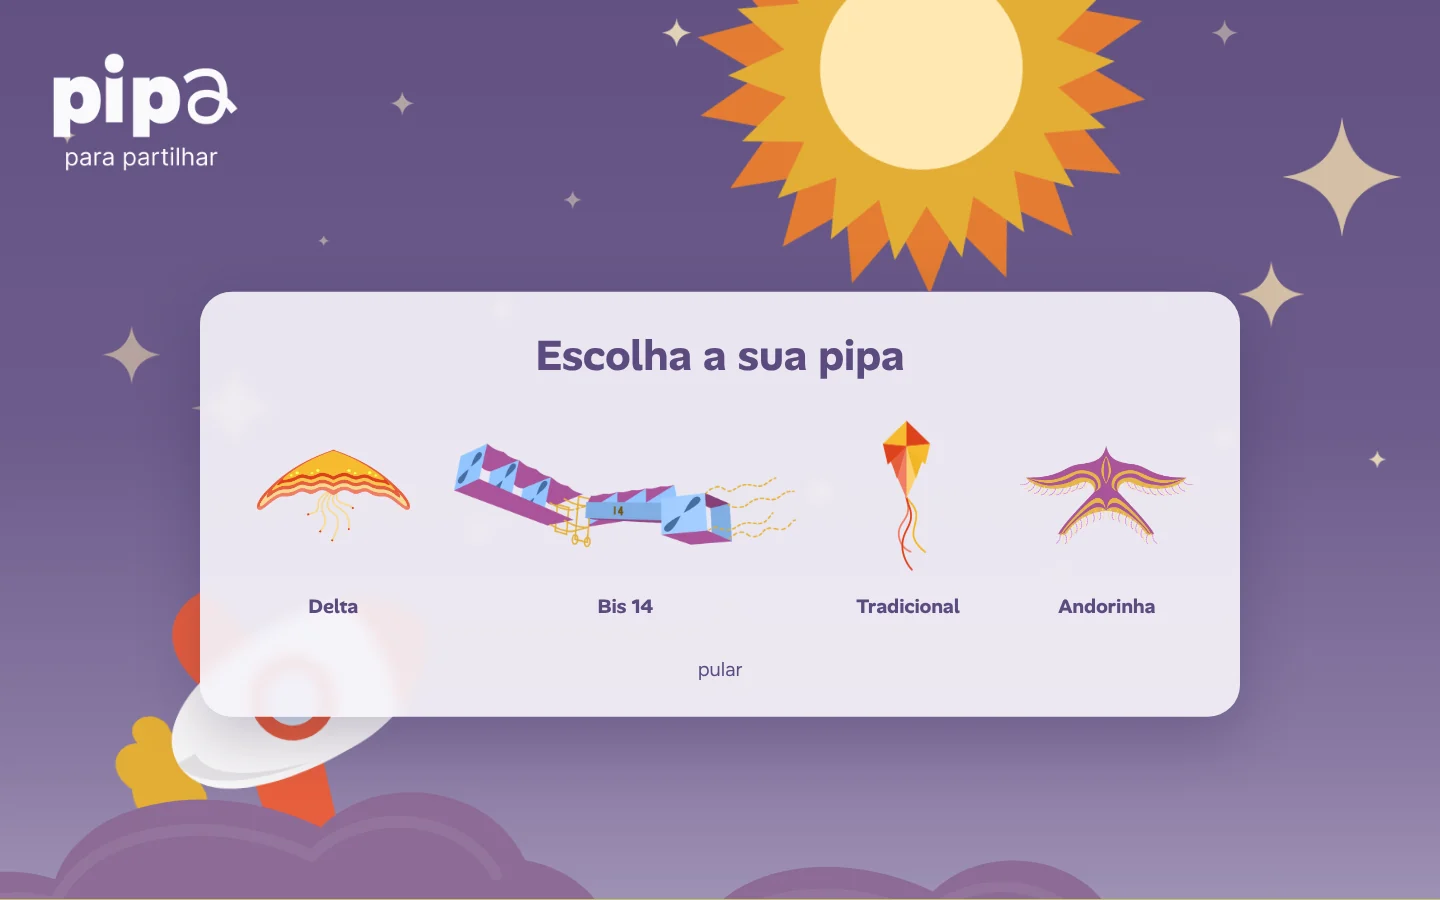 pipa
para partilhar
Escolha a sua pipa
14
Delta
Bis 14
Tradicional
Andorinha
pular